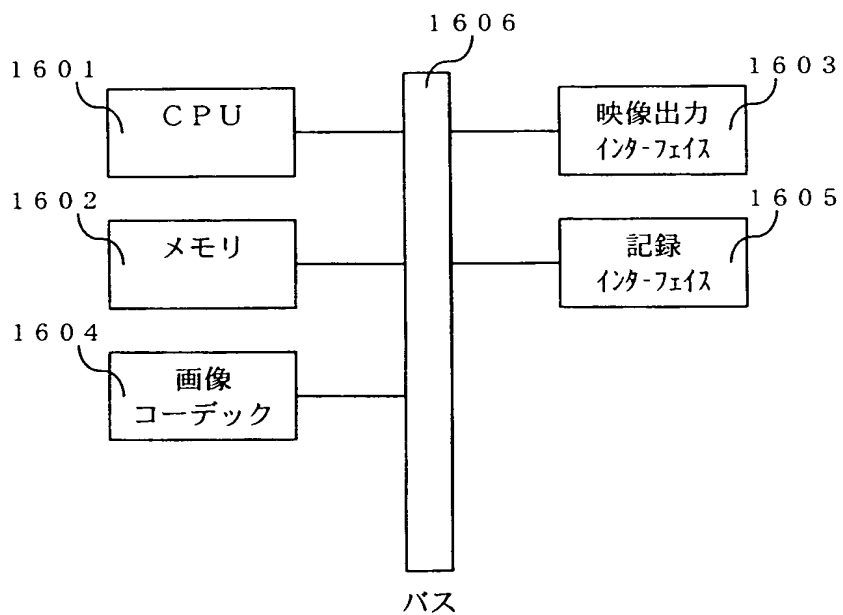 １６０６
１６０１
ＣＰＵ
１６０３
映像出力
ｲﾝﾀｰﾌｪｲｽ
１６０２
メモリ
１６０５
記録
ｲﾝﾀｰﾌｪｲｽ
１６０４
画像
コーデック
バス